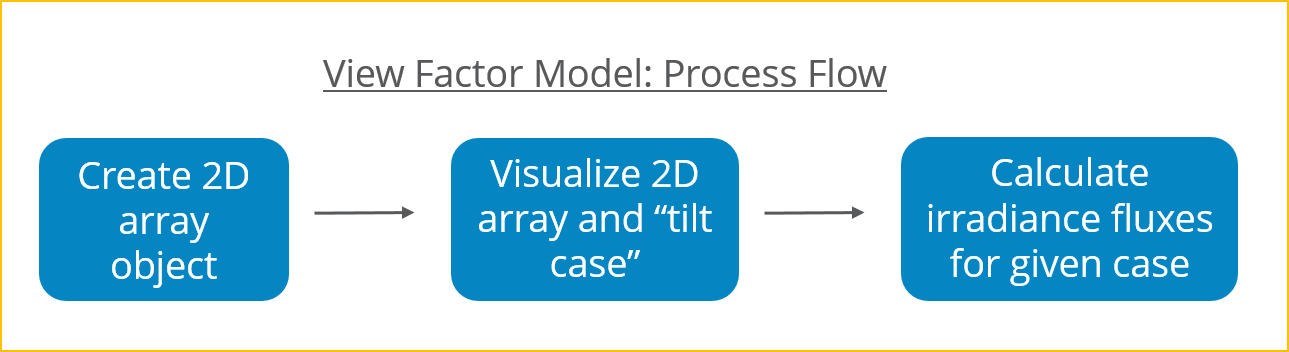 View Factor Model: Process Flow
Create 2D
array
object
Visualize 2D
array and “tilt
case”
Calculate
irradiance fluxes
for given case